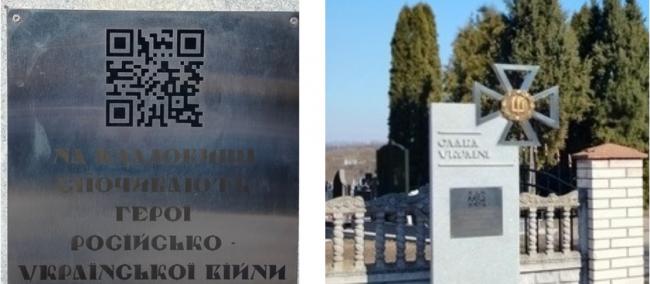 НА КЛАДОВИЩІ
СПОЧИВАЮТЬ
ГЕРОЇ
РОСІЙСЬКО -
УКРАЇНСЬКОЇ ВІЙНИ
СЛАВА
УКРАЇНІ